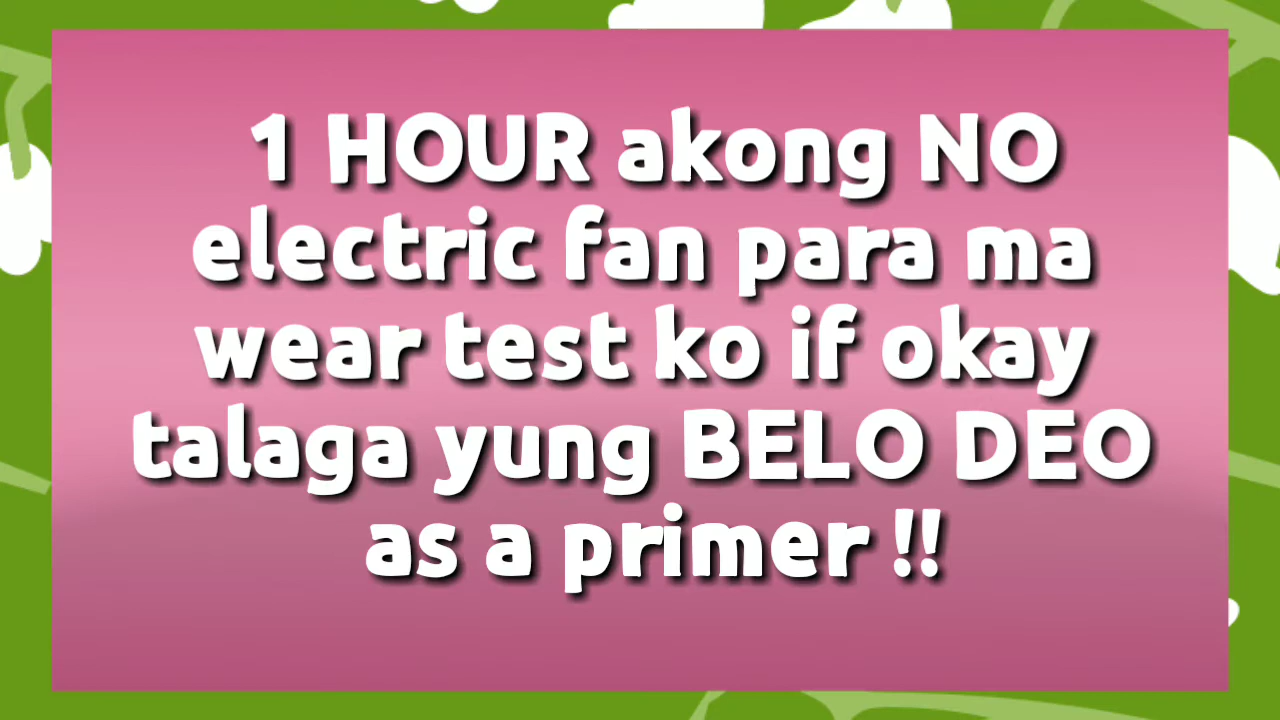 1 HOUR akong NO
electric fan para ma
wear test ko if okay
talaga yung BELO DEO
as a primer !!